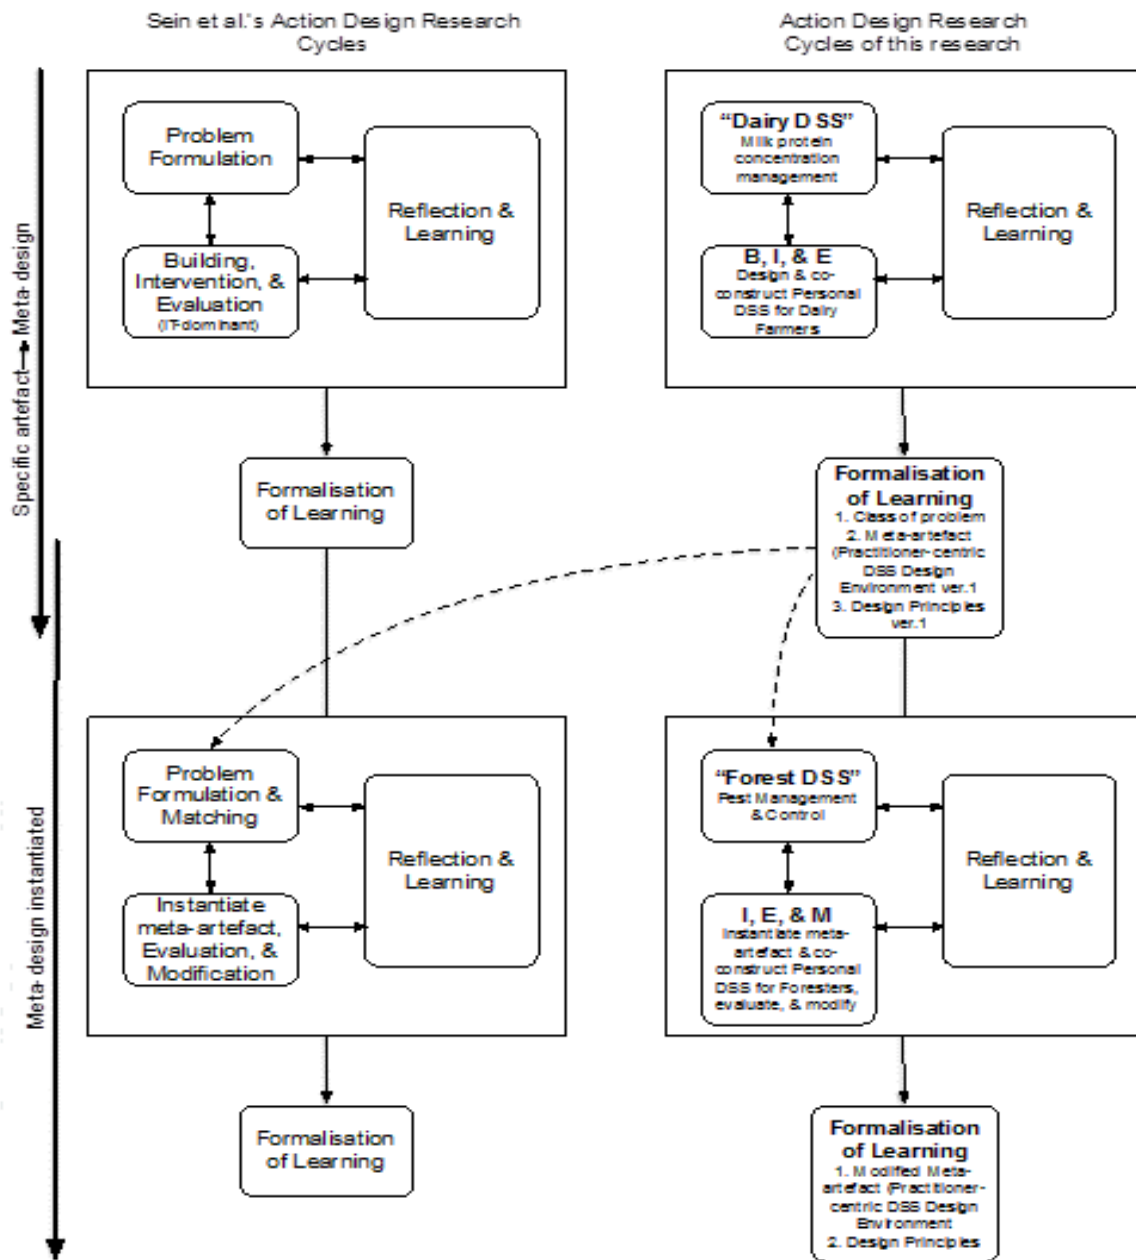 Sein et al.'s Action Design Research
Cycles
Action Design Research
Cycles of this research
Specific artefact → Meta- design
Problem
Formulation
Reflection &
Learning
Building,
Intervention, &
Evaluation
(IT-dominant)
“Dairy DSS”
Milk protein
concentration
management
Reflection &
Learning
B, I, & E
Design & co-
construct Personal
DSS for Dairy
Farmers
Formalisation
of Learning
Formalisation
of Learning
1. Class of problem
2. Meta-artefact
(Practitioner-centric
DSS Design
Environment ver.1
3. Design Principles
ver.1
Meta- design instantiated
Problem
Formulation &
Matching
Reflection &
Learning
Instantiate
meta-artefact,
Evaluation, &
Modification
“Forest DSS”
Pest Management
& Control
Reflection &
Learning
I, E, & M
Instantiate meta-
artefact & co-
construct Personal
DSS for Foresters,
evaluate, & modify
Formalisation
of Learning
Formalisation
of Learning
1. Modified Meta-
artefact (Practitioner-
centric DSS Design
Environment
2. Design Principles